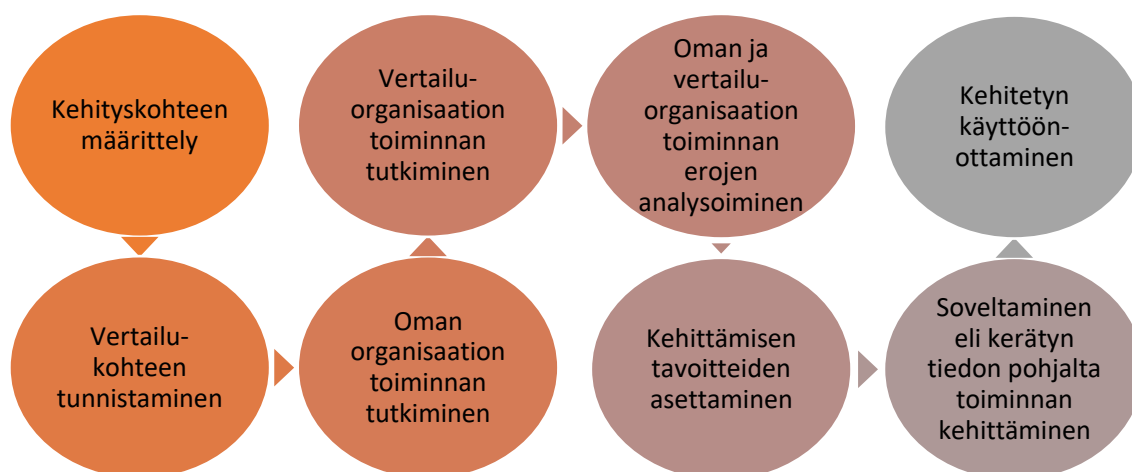 Kehityskohteen
määrittely
Vertailu-
kohteen
tunnistaminen
Oman
organisaation
toiminnan
tutkiminen
Vertailu-
organisaation
toiminnan
tutkiminen
Oman ja
vertailu-
organisaation
toiminnan
erojen
analysoiminen
Kehittämisen
tavoitteiden
asettaminen
Soveltaminen
eli kerätyn
tiedon pohjalta
toiminnan
kehittäminen
Kehitetyn
käyttöön-
ottaminen